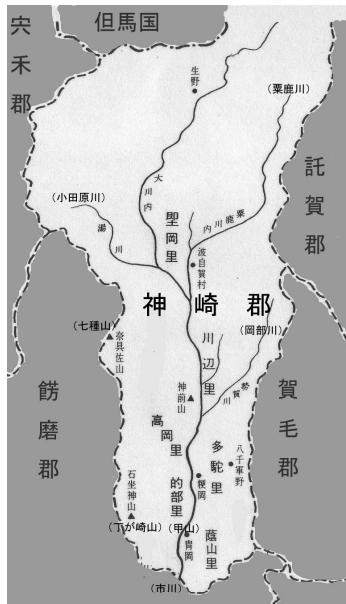 但馬国
宍禾郡
生野
（粟鹿川）
託賀郡
大川内
粟鹿川内
（小田原川）
湯川
聖岡里
波自賀村
神崎郡
（七種山）
奈具佐山
川辺里
（岡部川）
勢賀川
餝磨郡
神前山
賀毛郡
高岡里
多駝里
八千軍野
石坐神山
的部里
粳岡
（丁が崎山）
（甲山）
冑岡
蔭山里
（市川）